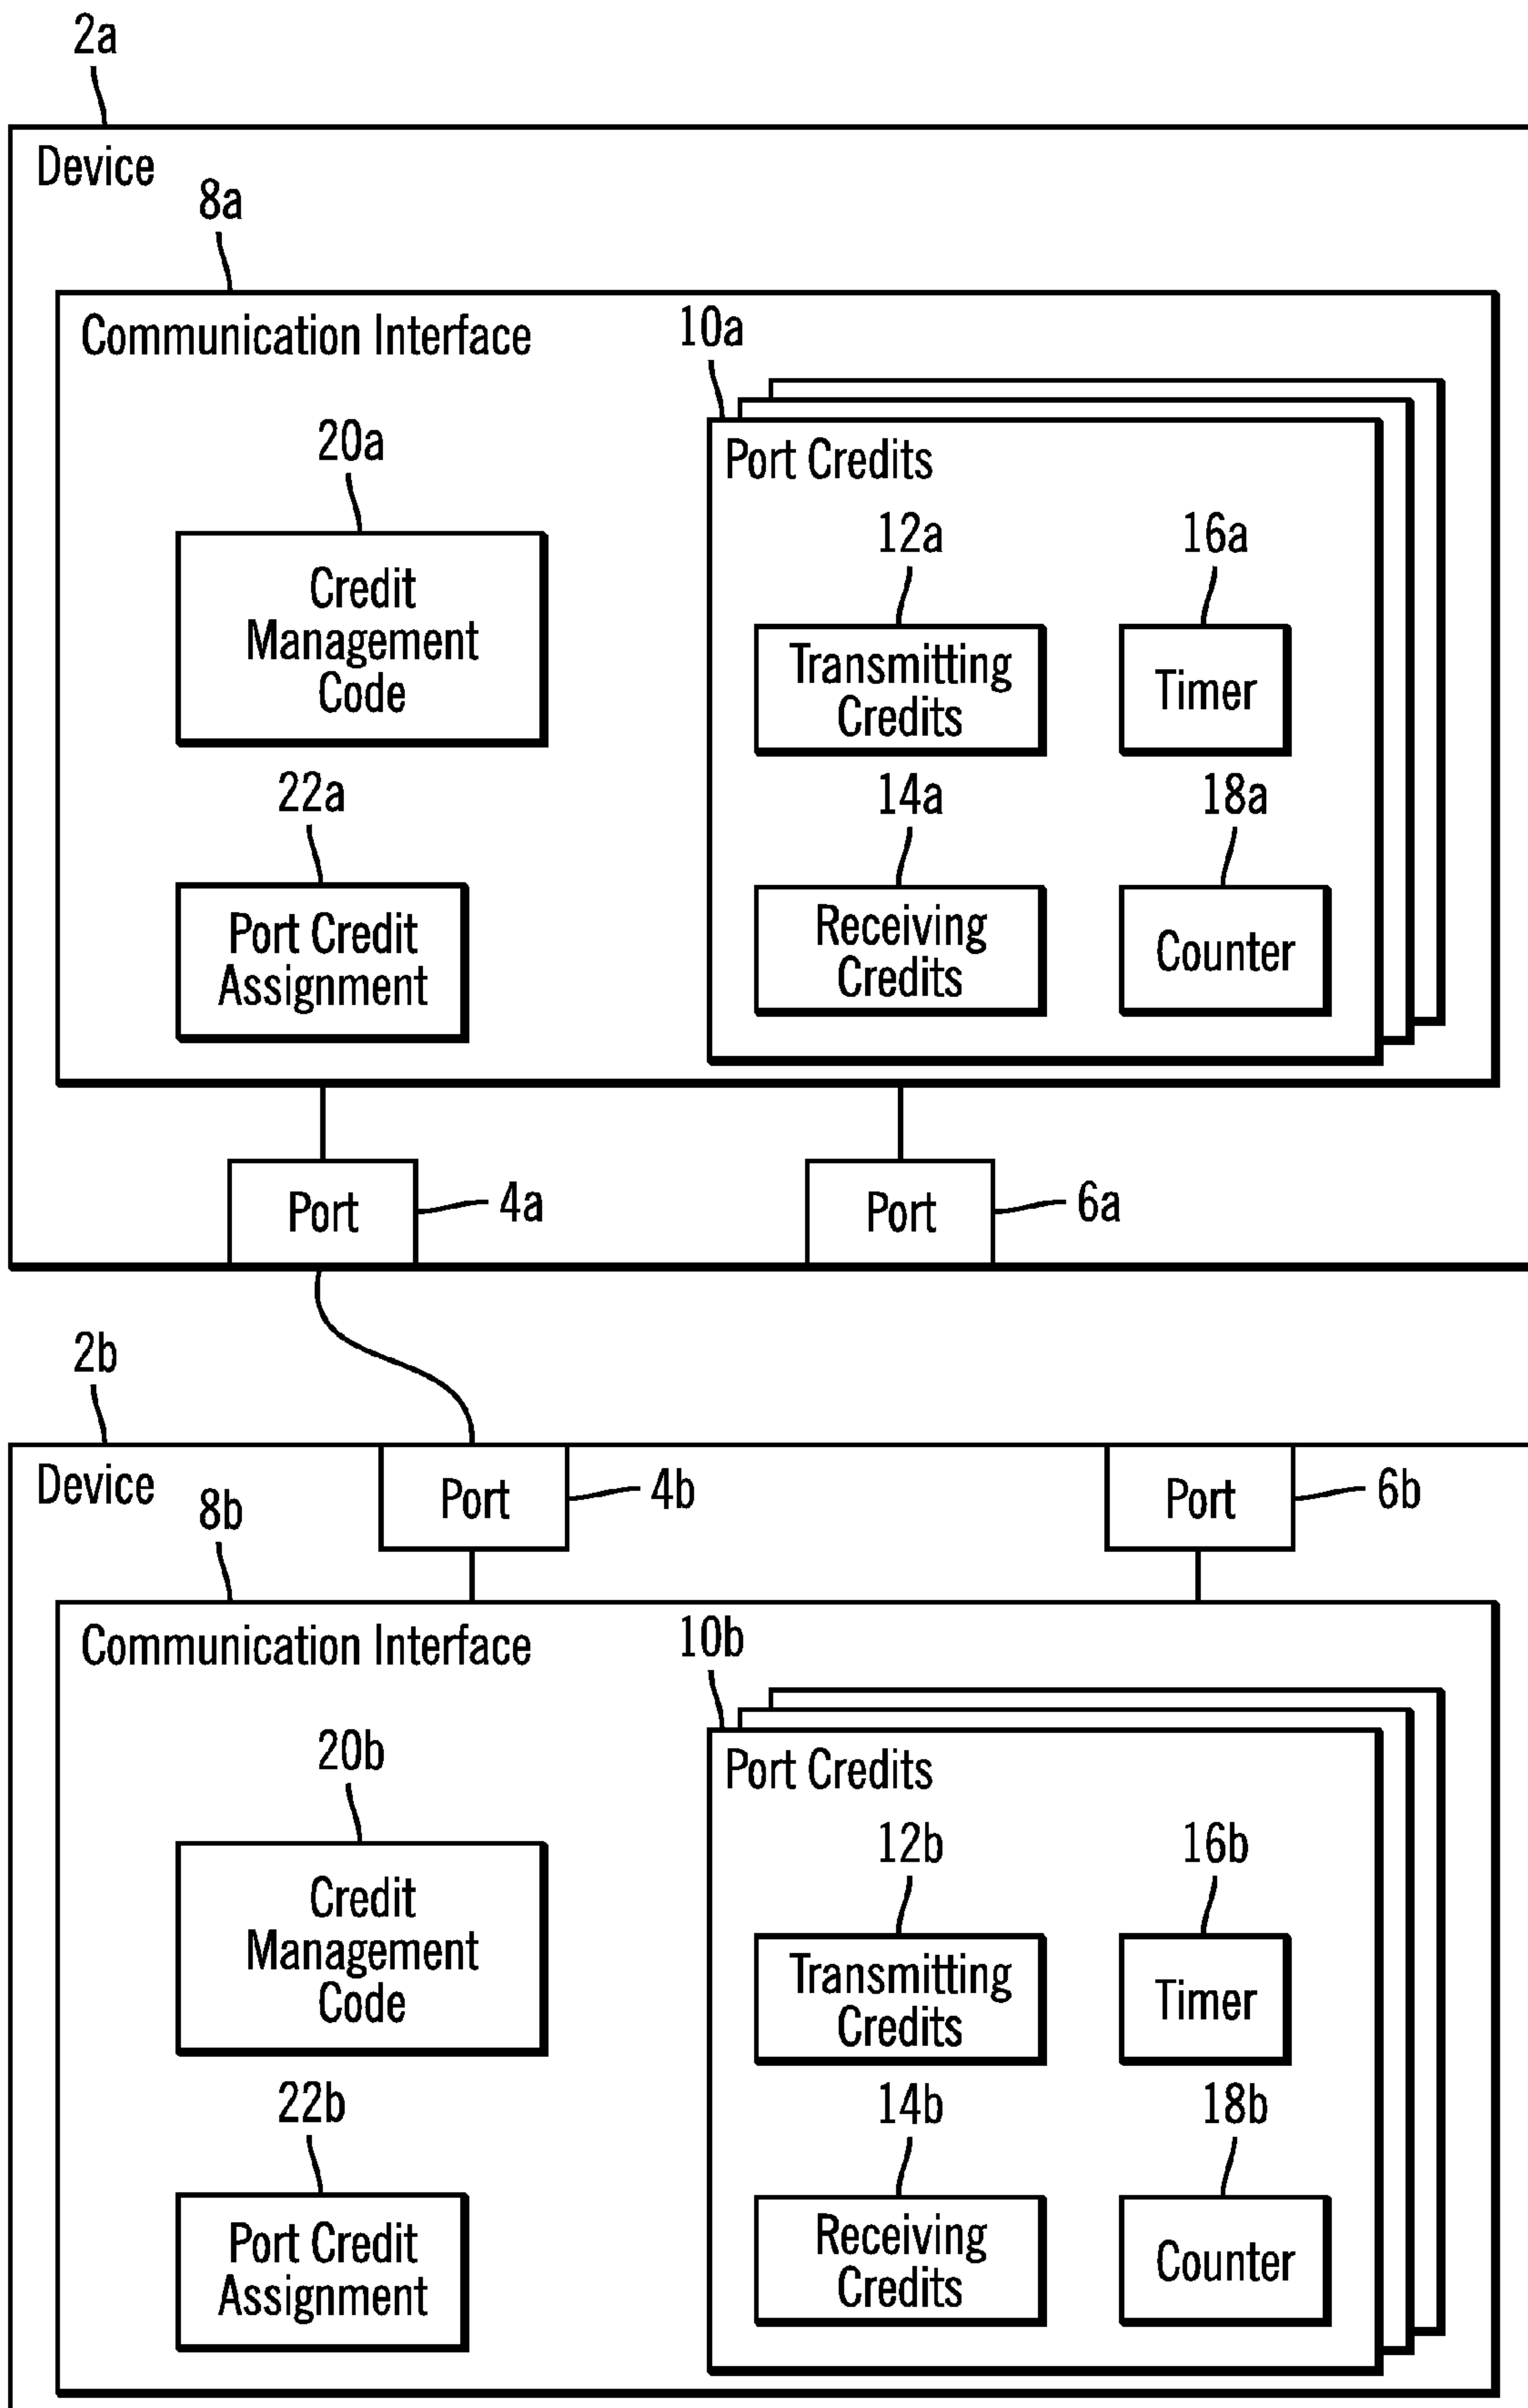 2a
Device
8a
Communication Interface
10a
20a
Port Credits
12a
16a
Credit
Management
Code
Transmitting
Credits
Timer
22a
14a
18a
Port Credit
Assignment
Receiving
Credits
Counter
Port
4a
Port
6a
2b
Device
Port
4b
Port
6b
8b
Communication Interface
10b
20b
Port Credits
12b
16b
Credit
Management
Code
Transmitting
Credits
Timer
22b
14b
18b
Port Credit
Assignment
Receiving
Credits
Counter